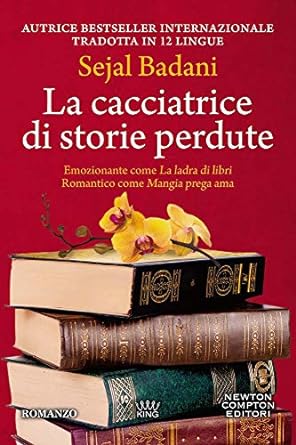 AUTRICE BESTSELLER INTERNAZIONALE
TRADOTTA IN 12 LINGUE
Sejal Badani
La cacciatrice
di storie perdute
Emozionante come La ladra di libri
Romantico come Mangia prega ama
ROMANZO
KING
NEWTON
COMPTON
EDITORI